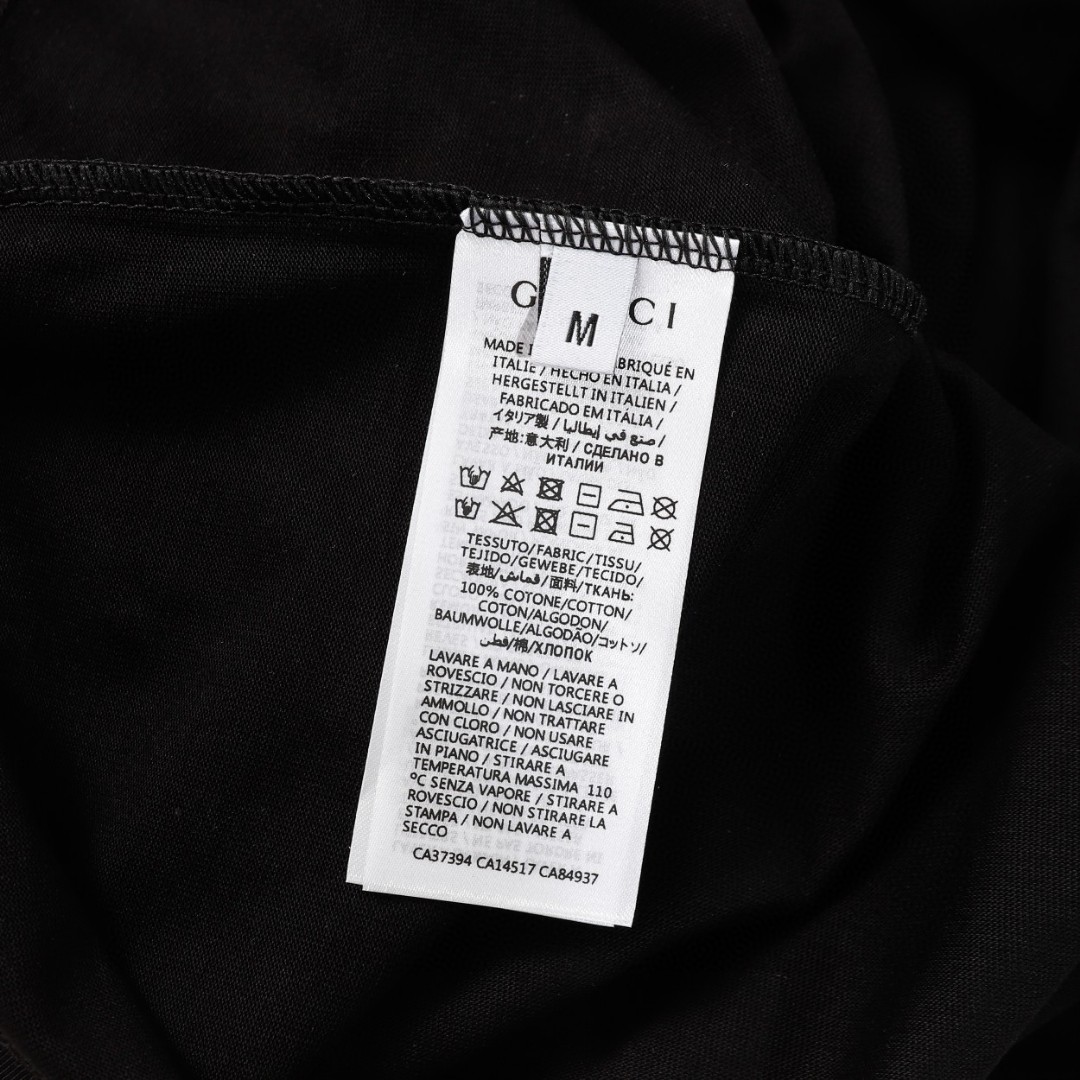 G CI
M
MADE I BRIQUÉ EN
ITALIE / HECHO EN ITALIA /
HERGESTELLT IN ITALIEN /
FABRICADO EM ITÁLIA /
イタリア製 / صنع في إيطاليا /
产地:意大利 / СДЕЛАНО В
ИТАЛИИ
TESSUTO/FABRIC/TISSU/
TEJIDO/GEWEBE/TECIDO/
表地/قماش/面料/ТКАНЬ:
100% COTONE/COTTON/
COTON/ALGODON/
BAUMWOLLE/ALGODÃO/コットン/
قطن/棉/ХЛОПОК
LAVARE A MANO / LAVARE A
ROVESCIO / NON TORCERE O
STRIZZARE / NON LASCIARE IN
AMMOLLO / NON TRATTARE
CON CLORO / NON USARE
ASCIUGATRICE / ASCIUGARE
IN PIANO / STIRARE A
TEMPERATURA MASSIMA 110
°C SENZA VAPORE / STIRARE A
ROVESCIO / NON STIRARE LA
STAMPA / NON LAVARE A
SECCO
CA37394 CA14517 CA84937